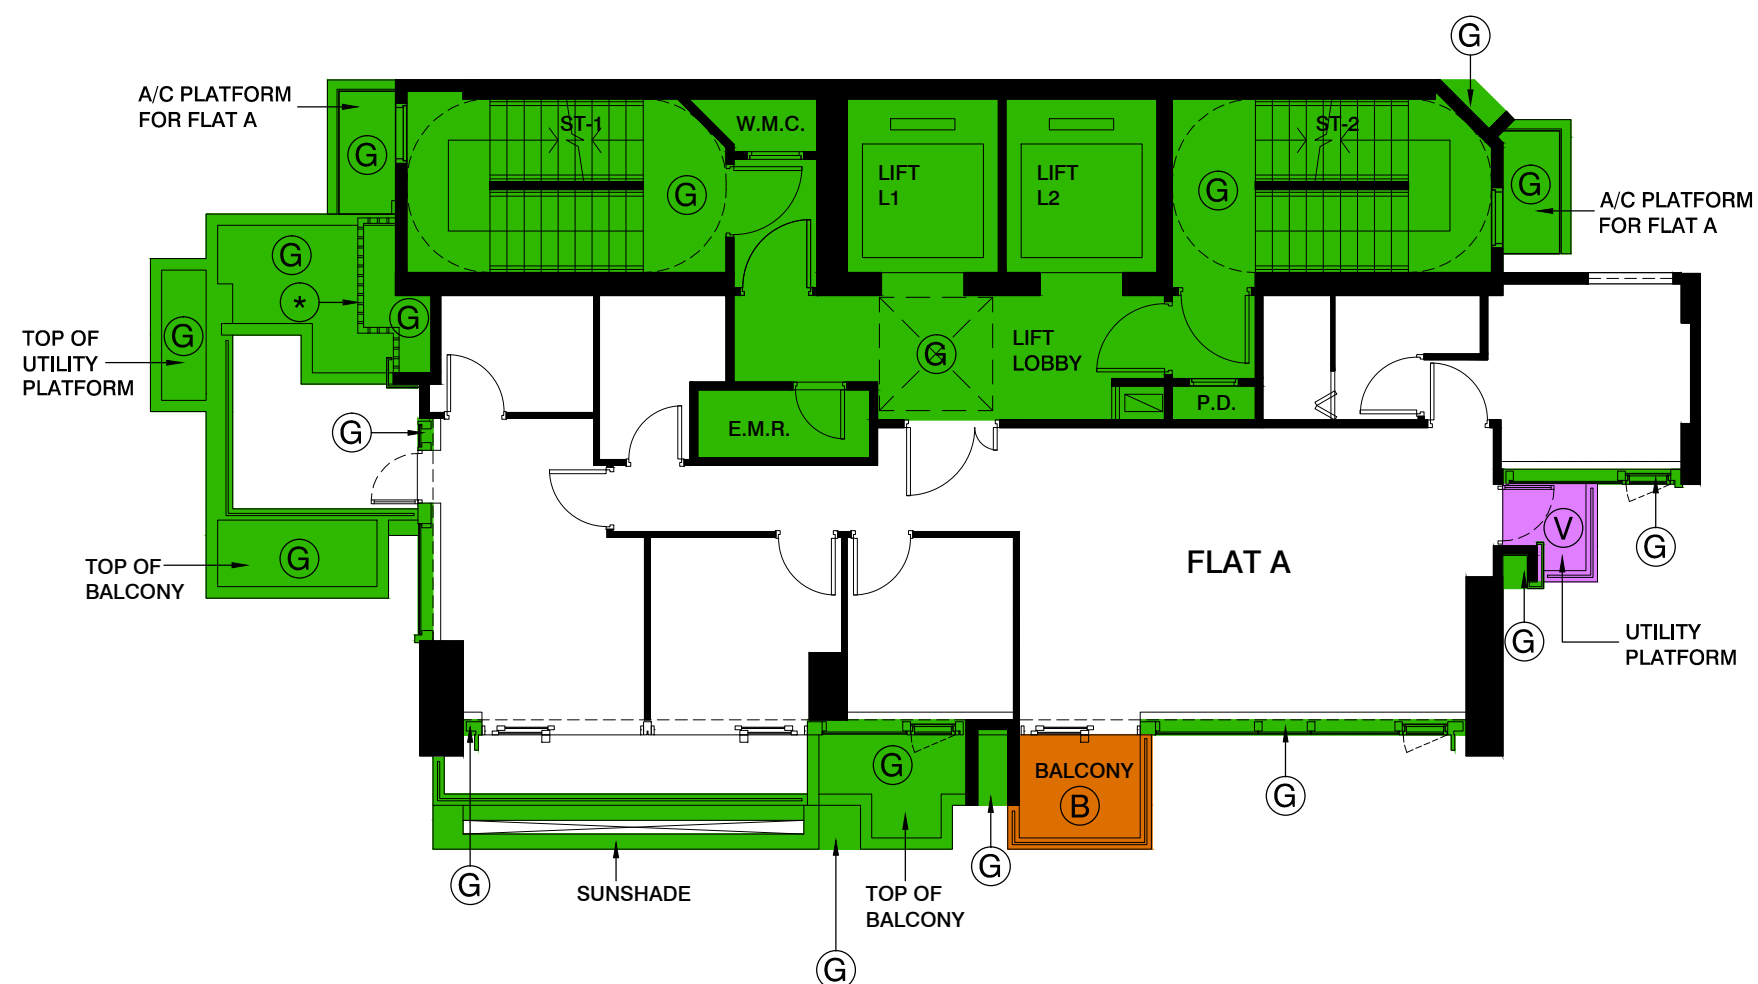 G
A/C PLATFORM
FOR FLAT A
G
ST-1
W.M.C.
G
LIFT
L1
LIFT
L2
ST-2
G
G
A/C PLATFORM
FOR FLAT A
G
*
G
G
TOP OF
UTILITY
PLATFORM
G
LIFT
LOBBY
P.D.
E.M.R.
G
FLAT A
V
G
G
TOP OF
BALCONY
G
UTILITY
PLATFORM
G
BALCONY
B
G
G
SUNSHADE
G
TOP OF
BALCONY
G
G